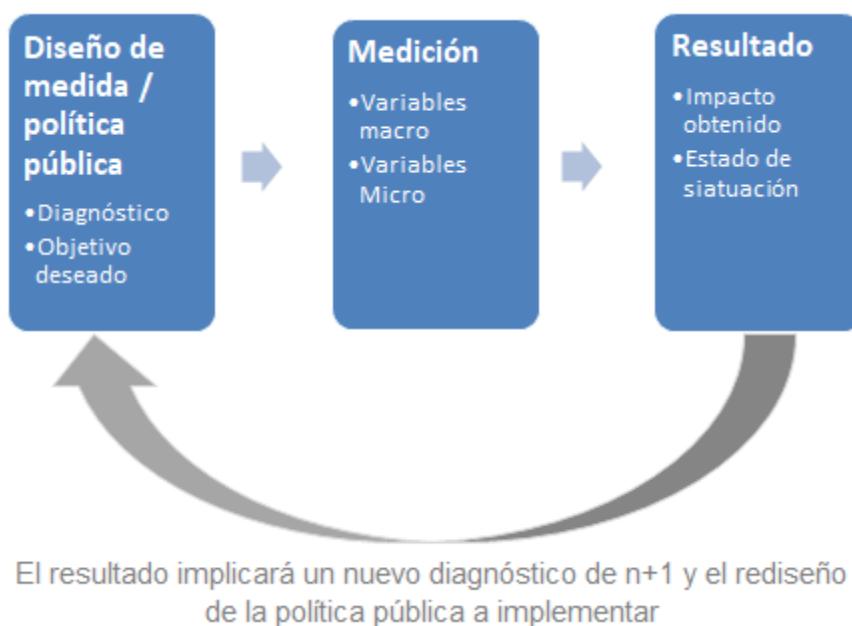 Diseño de
medida /
política
pública
•Diagnóstico
•Objetivo
deseado
Medición
•Variables
macro
•Variables
Micro
Resultado
•Impacto
obtenido
•Estado de
siatuación
El resultado implicará un nuevo diagnóstico de n+1 y el rediseño
de la política pública a implementar